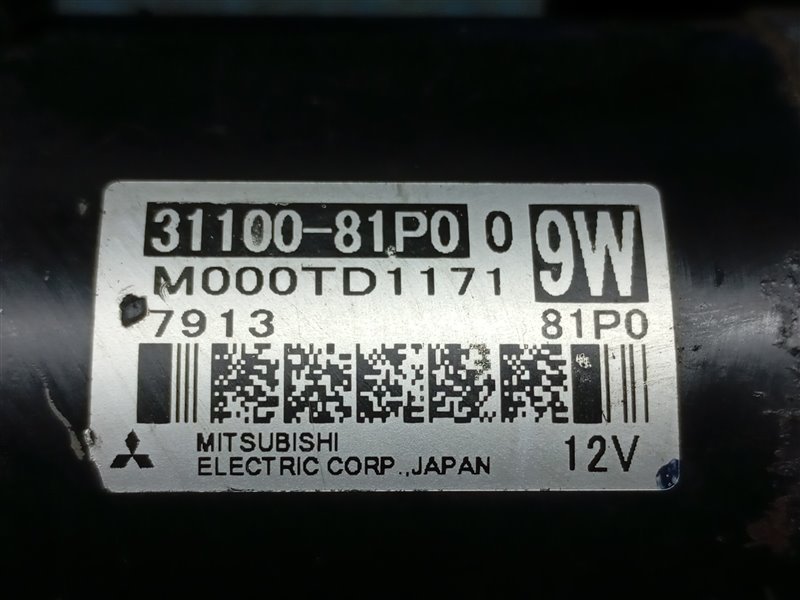 31100-81P0 0 9W
M000TD1171
7913 81P0
MITSUBISHI
ELECTRIC CORP.,JAPAN 12V